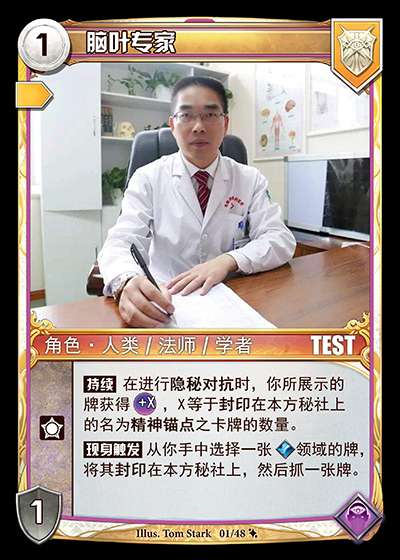 1
脑叶专家
角色·人类/法师/学者
TEST
持续 在进行隐秘对抗时，你所展示的
牌获得 +X ，X等于封印在本方秘社上
的名为精神锚点之卡牌的数量。
现身触发 从你手中选择一张 领域的牌，
将其封印在本方秘社上，然后抓一张牌。
1
Illus. Tom Stark 01/48